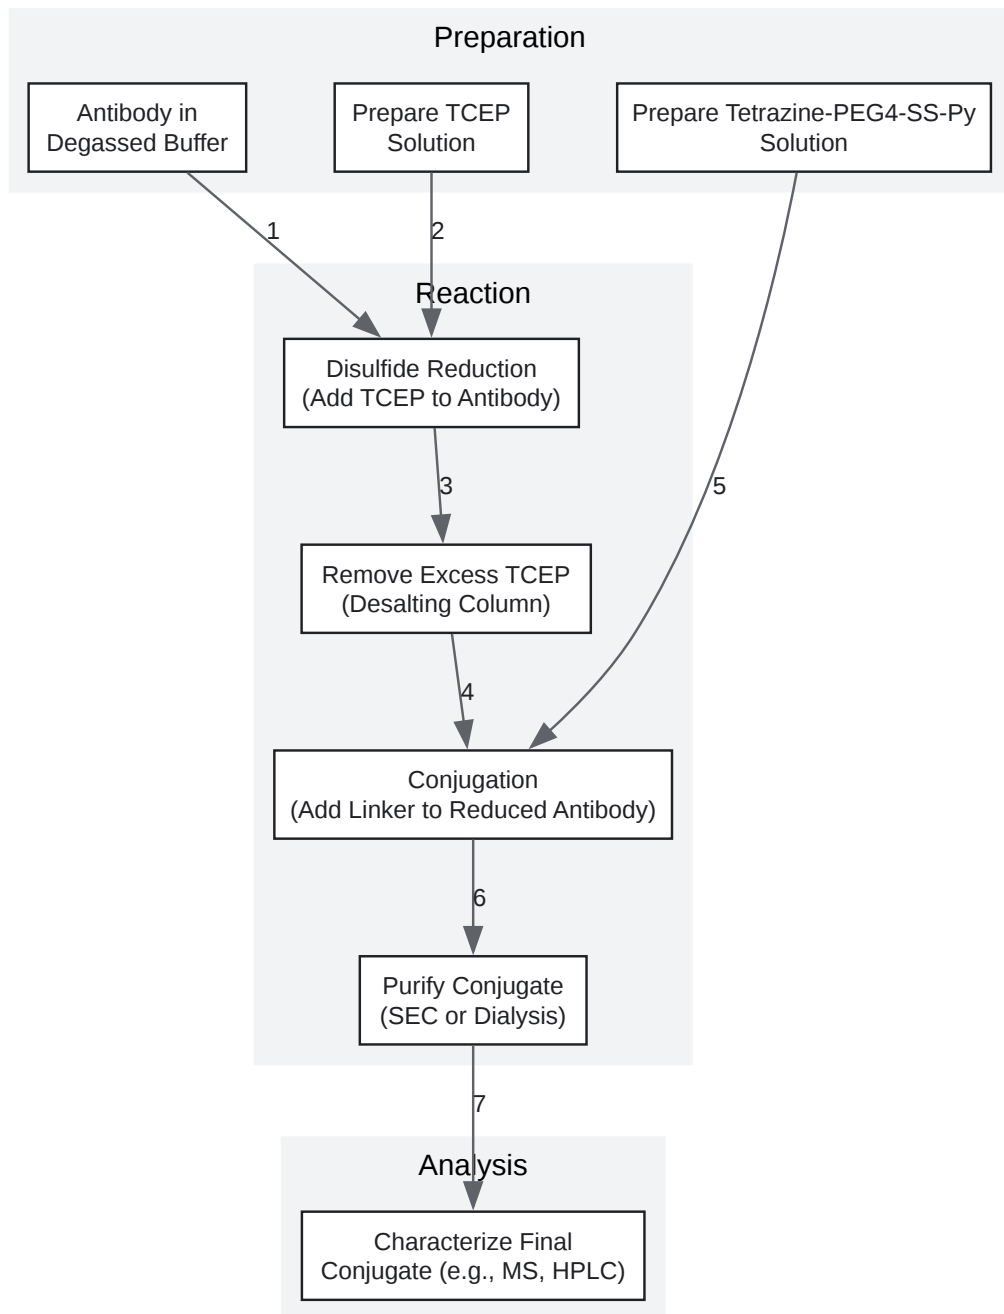 Preparation
Antibody in
Degassed Buffer
Prepare TCEP
Solution
Prepare Tetrazine-PEG4-SS-Py
Solution
1
2
Reaction
Disulfide Reduction
(Add TCEP to Antibody)
3
5
Remove Excess TCEP
(Desalting Column)
4
Conjugation
(Add Linker to Reduced Antibody)
6
Purify Conjugate
(SEC or Dialysis)
7
Analysis
Characterize Final
Conjugate (e.g., MS, HPLC)